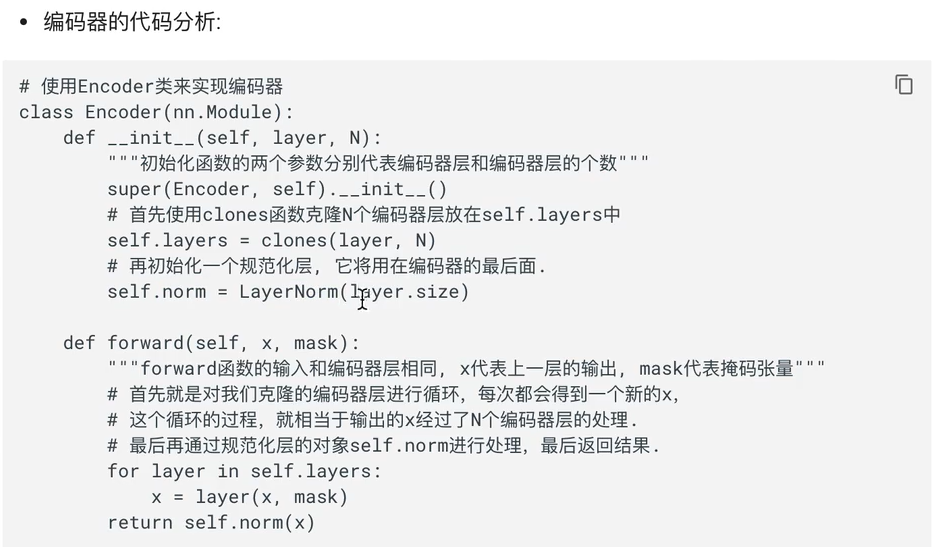 • 编码器的代码分析:
# 使用Encoder类来实现编码器
class Encoder(nn.Module):
    def __init__(self, layer, N):
        """初始化函数的两个参数分别代表编码器层和编码器层的个数"""
        super(Encoder, self).__init__()
        # 首先使用clones函数克隆N个编码器层放在self.layers中
        self.layers = clones(layer, N)
        # 再初始化一个规范化层, 它将用在编码器的最后面.
        self.norm = LayerNorm(layer.size)
    def forward(self, x, mask):
        """forward函数的输入和编码器层相同, x代表上一层的输出, mask代表掩码张量"""
        # 首先就是对我们克隆的编码器层进行循环，每次都会得到一个新的x，
        # 这个循环的过程，就相当于输出的x经过了N个编码器层的处理.
        # 最后再通过规范化层的对象self.norm进行处理，最后返回结果.
        for layer in self.layers:
            x = layer(x, mask)
        return self.norm(x)